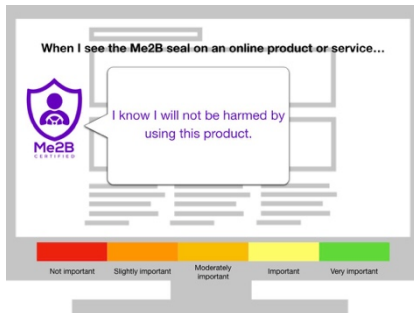 When I see the Me2B seal on an online product or service…
I know I will not be harmed by
using this product.
Me2B
CERTIFIED
Not important
Slightly important
Moderately
important
Important
Very important